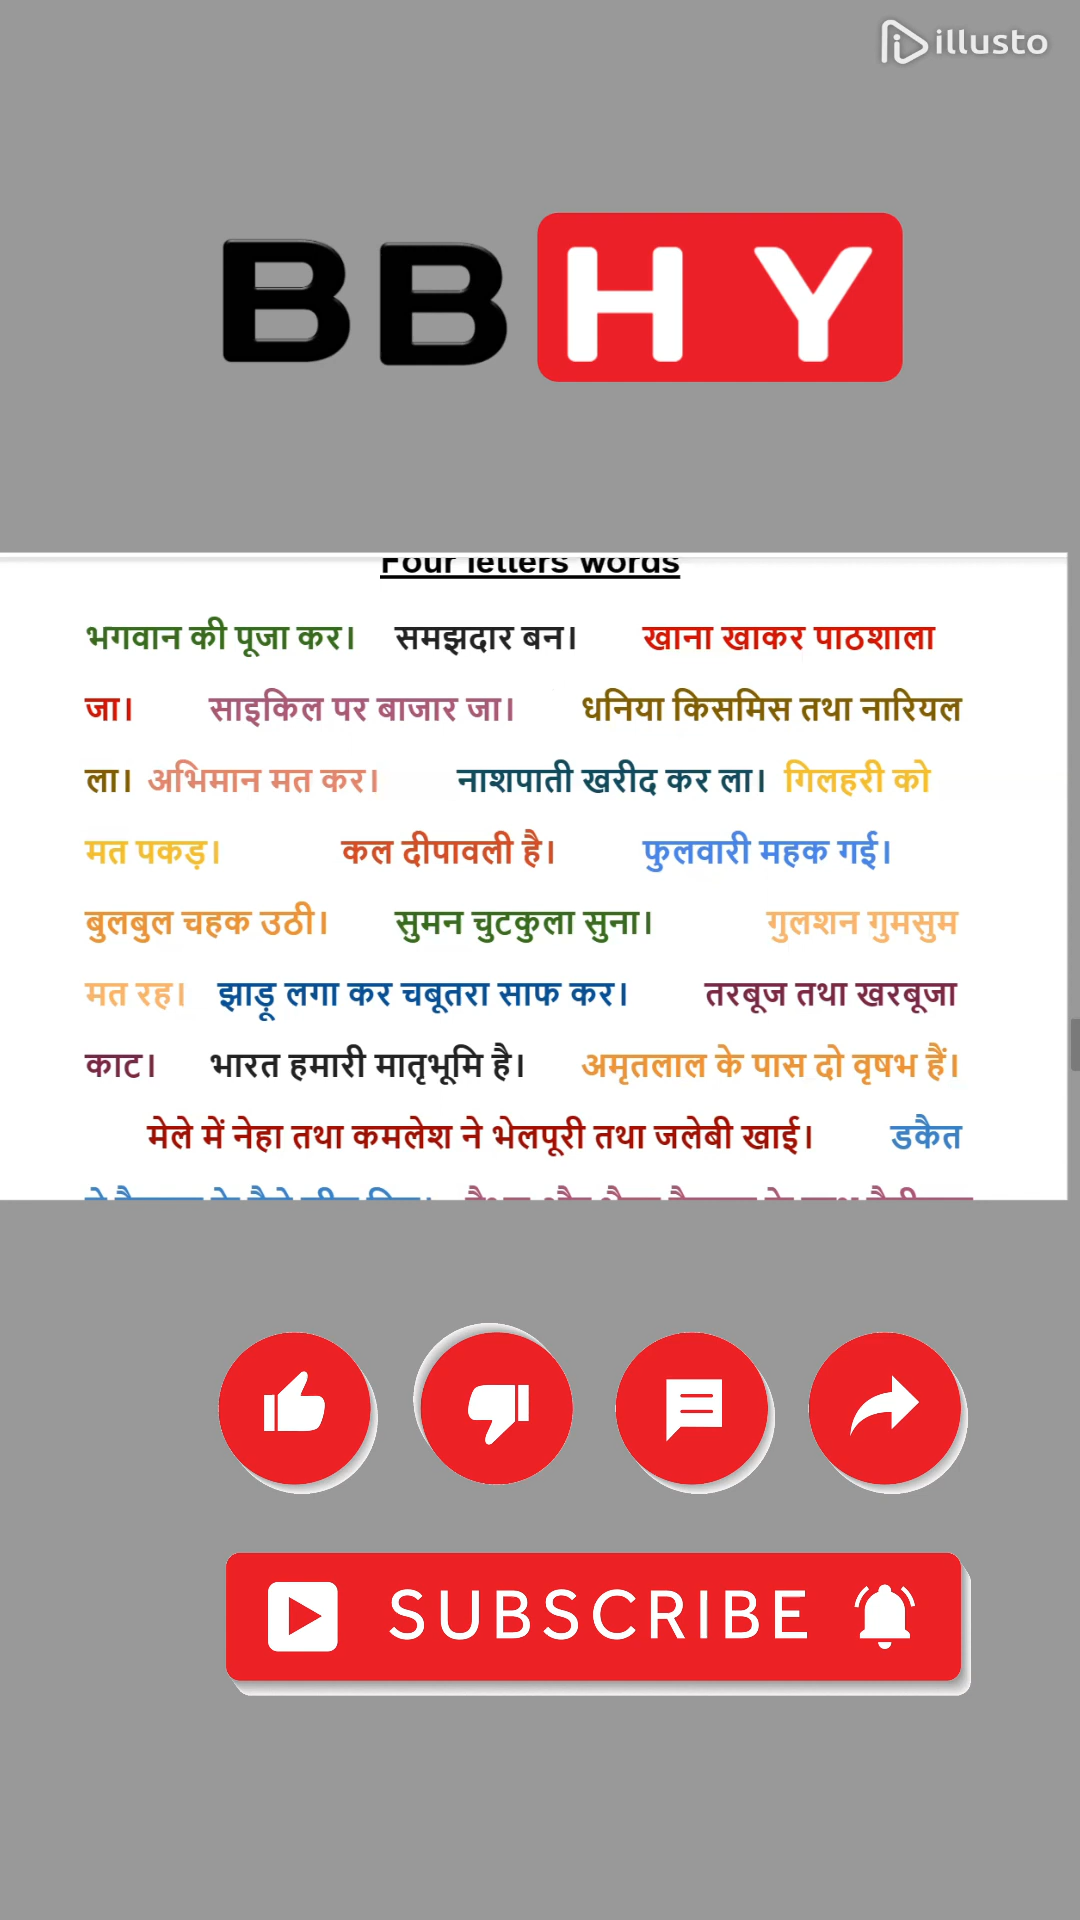 illusto
BBHY
Four letters words
भगवान की पूजा कर। समझदार बन। खाना खाकर पाठशाला
जा। साइकिल पर बाजार जा। धनिया किसमिस तथा नारियल
ला। अभिमान मत कर। नाशपाती खरीद कर ला। गिलहरी को
मत पकड़। कल दीपावली है। फुलवारी महक गई।
बुलबुल चहक उठी। सुमन चुटकुला सुना। गुलशन गुमसुम
मत रह। झाड़ू लगा कर चबूतरा साफ कर। तरबूज तथा खरबूजा
काट। भारत हमारी मातृभूमि है। अमृतलाल के पास दो वृषभ हैं।
मेले में नेहा तथा कमलेश ने भेलपूरी तथा जलेबी खाई। डकैत
SUBSCRIBE